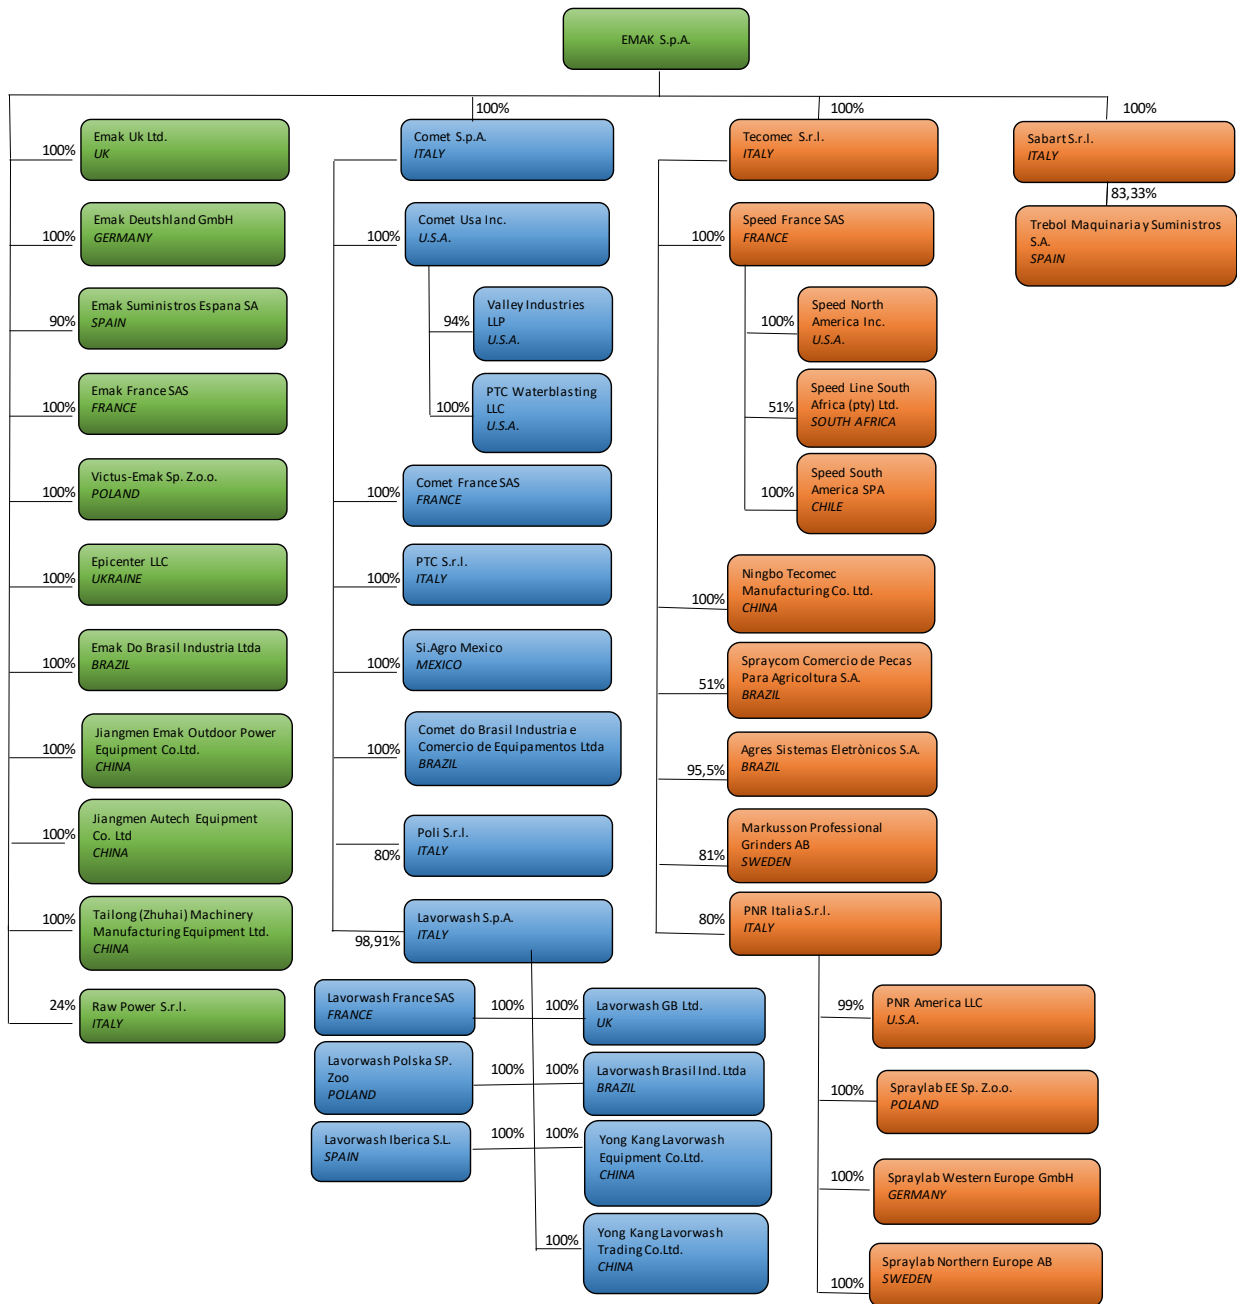 EMAK S.p.A.
100%
Emak Uk Ltd.
UK
100%
Emak Deutshland GmbH
GERMANY
90%
Emak Suministros Espana SA
SPAIN
100%
Emak France SAS
FRANCE
100%
Victus-Emak Sp. Z.o.o.
POLAND
100%
Epicenter LLC
UKRAINE
100%
Emak Do Brasil Industria Ltda
BRAZIL
100%
Jiangmen Emak Outdoor Power
Equipment Co.Ltd.
CHINA
100%
Jiangmen Autech Equipment
Co. Ltd
CHINA
100%
Tailong (Zhuhai) Machinery
Manufacturing Equipment Ltd.
CHINA
24%
Raw Power S.r.l.
ITALY
100%
Comet S.p.A.
ITALY
100%
Comet Usa Inc.
U.S.A.
94%
Valley Industries
LLP
U.S.A.
100%
PTC Waterblasting
LLC
U.S.A.
100%
Comet France SAS
FRANCE
100%
PTC S.r.l.
ITALY
100%
Si.Agro Mexico
MEXICO
100%
Comet do Brasil Industria e
Comercio de Equipamentos Ltda
BRAZIL
80%
Poli S.r.l.
ITALY
98,91%
Lavorwash S.p.A.
ITALY
100%
Lavorwash France SAS
FRANCE
100%
Lavorwash GB Ltd.
UK
100%
Lavorwash Polska SP.
Zoo
POLAND
100%
Lavorwash Brasil Ind. Ltda
BRAZIL
100%
Lavorwash Iberica S.L.
SPAIN
100%
Yong Kang Lavorwash
Equipment Co.Ltd.
CHINA
100%
Yong Kang Lavorwash
Trading Co.Ltd.
CHINA
100%
Tecomec S.r.l.
ITALY
100%
Speed France SAS
FRANCE
100%
Speed North
America Inc.
U.S.A.
51%
Speed Line South
Africa (pty) Ltd.
SOUTH AFRICA
100%
Speed South
America SPA
CHILE
100%
Ningbo Tecomec
Manufacturing Co. Ltd.
CHINA
51%
Spraycom Comercio de Pecas
Para Agricoltura S.A.
BRAZIL
95,5%
Agres Sistemas Eletrònicos S.A.
BRAZIL
81%
Markusson Professional
Grinders AB
SWEDEN
80%
PNR Italia S.r.l.
ITALY
99%
PNR America LLC
U.S.A.
100%
Spraylab EE Sp. Z.o.o.
POLAND
100%
Spraylab Western Europe GmbH
GERMANY
100%
Spraylab Northern Europe AB
SWEDEN
100%
Sabart S.r.l.
ITALY
83,33%
Trebol Maquinaria y Suministros
S.A.
SPAIN